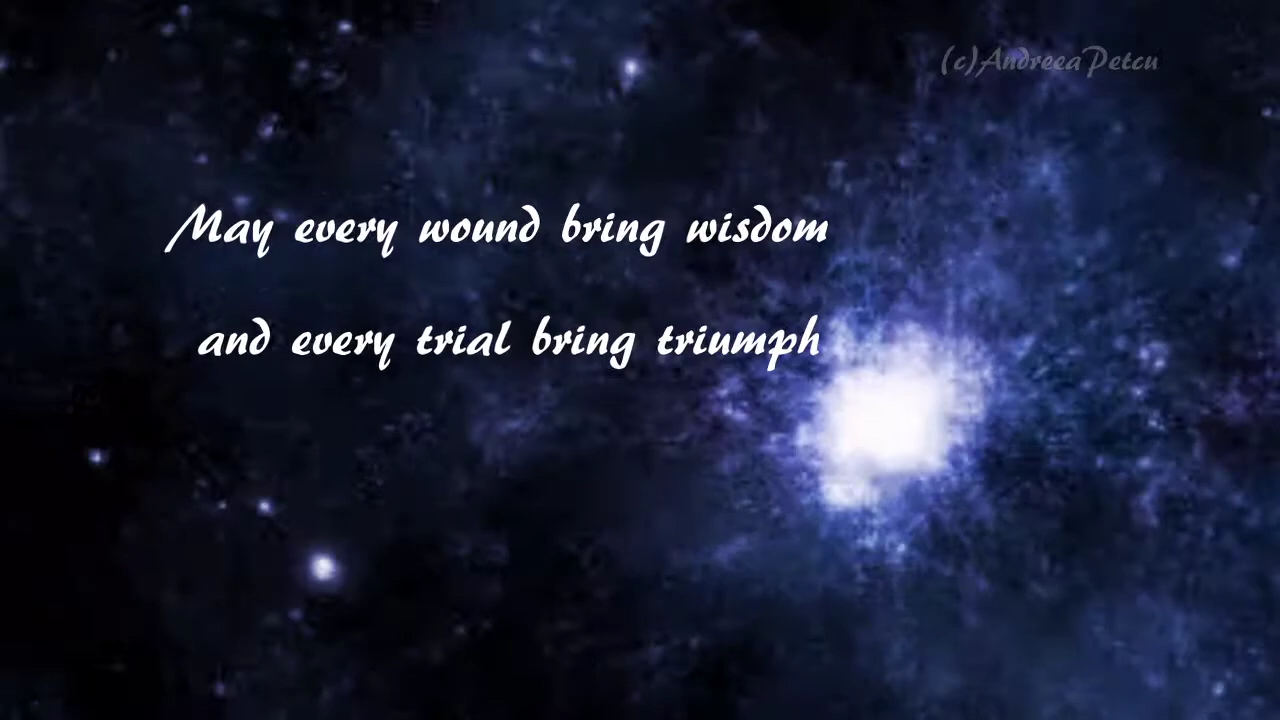 (c)AndreeaPetcu
May every wound bring wisdom
and every trial bring triumph